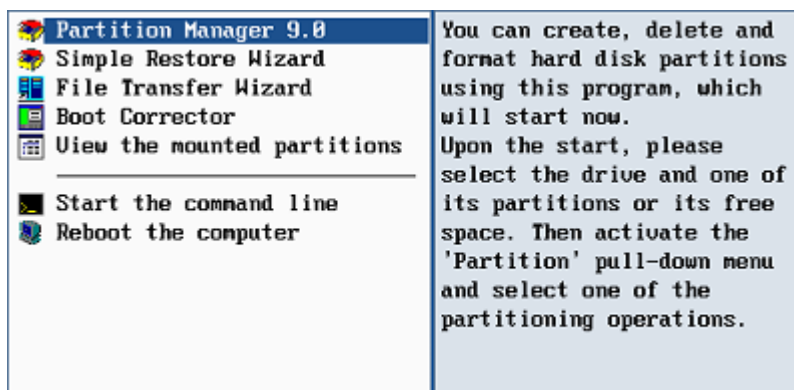 Partition Manager 9.0
Simple Restore Wizard
File Transfer Wizard
Boot Corrector
View the mounted partitions
Start the command line
Reboot the computer
You can create, delete and
format hard disk partitions
using this program, which
will start now.
Upon the start, please
select the drive and one of
its partitions or its free
space. Then activate the
'Partition' pull-down menu
and select one of the
partitioning operations.